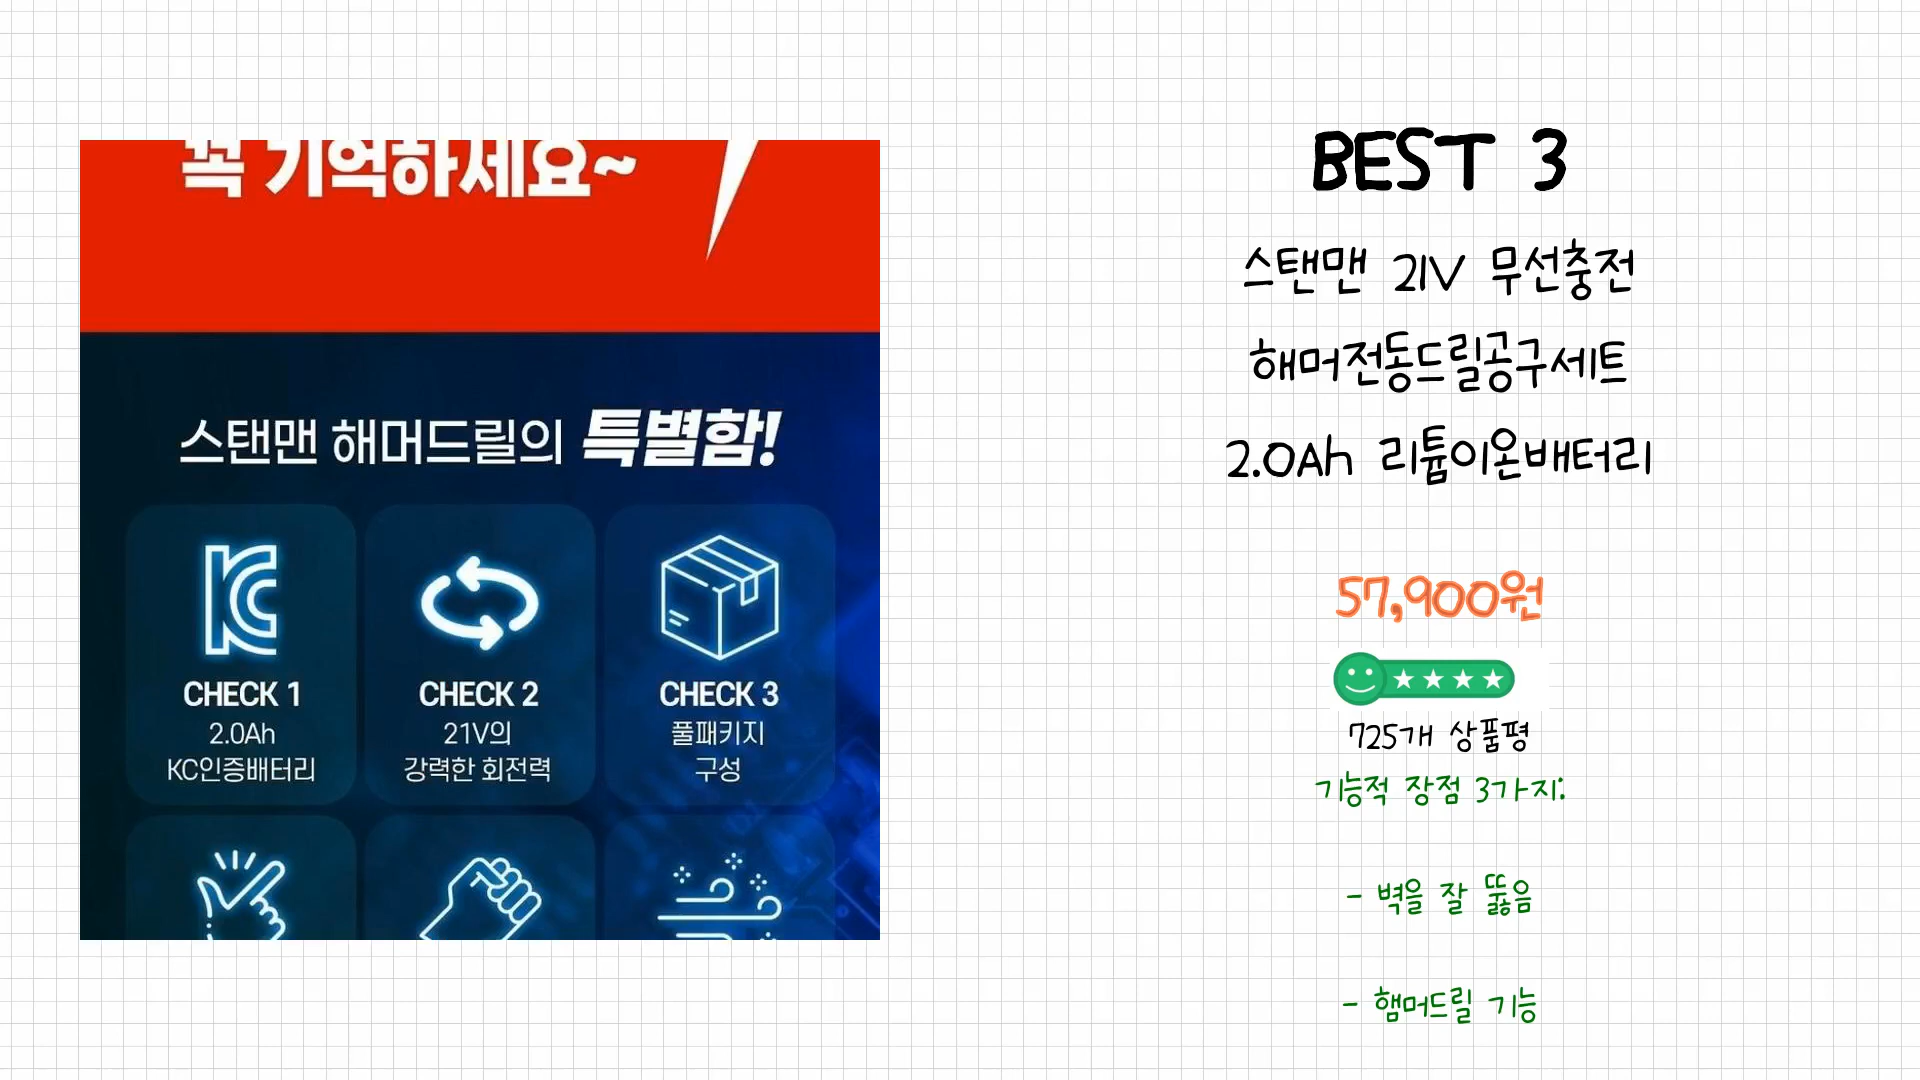 꼭 기억하세요~
스탠맨 해머드릴의 특별함!
KC
CHECK 1
2.0Ah
KC인증배터리
CHECK 2
21V의
강력한 회전력
CHECK 3
풀패키지
구성
BEST 3
스탠맨 21V 무선충전
해머전동드릴공구세트
2.0Ah 리튬이온배터리
57,900원
725개 상품평
기능적 장점 3가지:
- 벽을 잘 뚫음
- 햄머드릴 기능